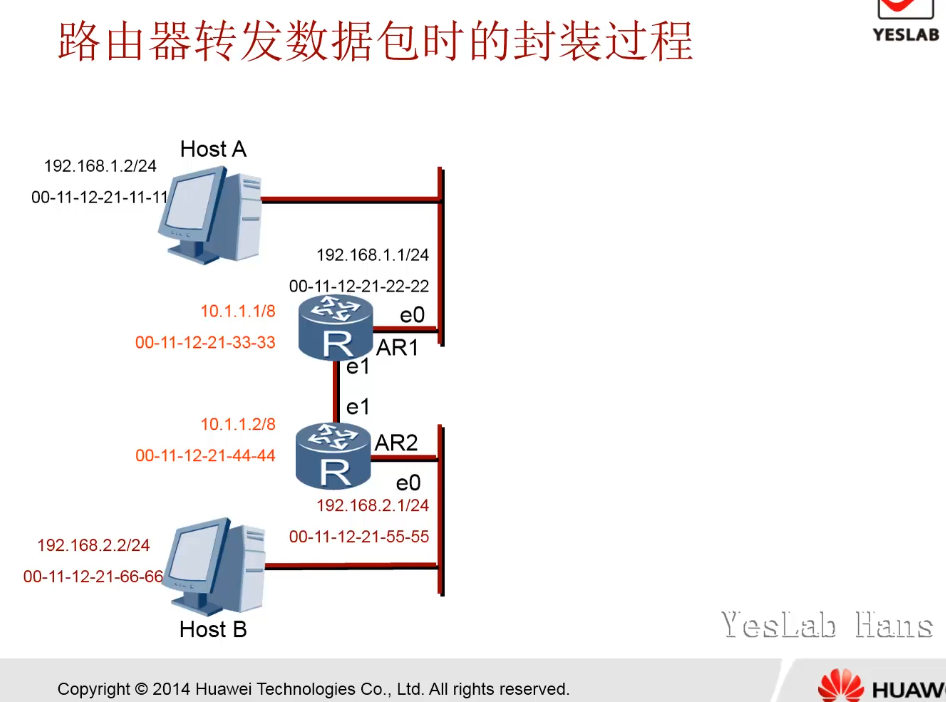 路由器转发数据包时的封装过程
YESLAB
Host A
192.168.1.2/24
00-11-12-21-11-11
192.168.1.1/24
00-11-12-21-22-22
10.1.1.1/8
e0
00-11-12-21-33-33
R
AR1
e1
e1
10.1.1.2/8
AR2
00-11-12-21-44-44
R
e0
192.168.2.1/24
00-11-12-21-55-55
192.168.2.2/24
00-11-12-21-66-66
Host B
YesLab Hans
Copyright © 2014 Huawei Technologies Co., Ltd. All rights reserved.
HUAW